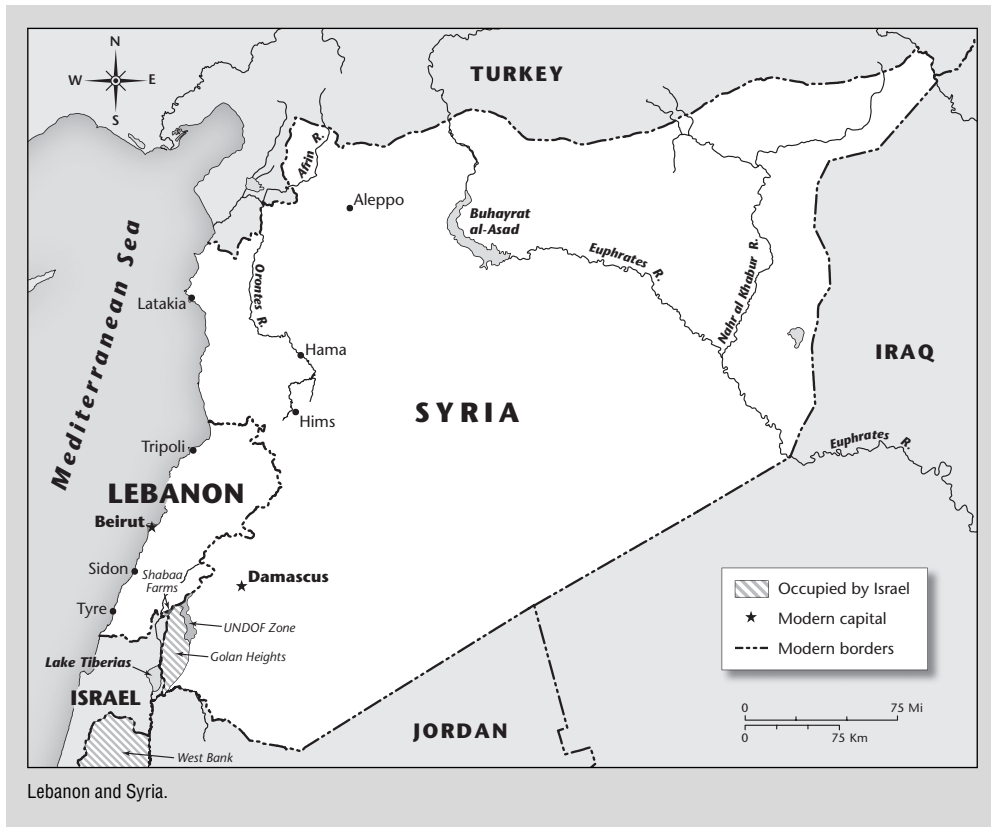 N
W E
S
TURKEY
Afrin R.
Aleppo
Buhayrat
al-Asad
Euphrates R.
Nahr al Khabur R.
Mediterranean Sea
Orontes R.
Latakia
Hama
IRAQ
Hims
SYRIA
Tripoli
Euphrates R.
LEBANON
Beirut
Sidon
Shabaa
Farms
Damascus
Tyre
UNDOF Zone
Golan Heights
Lake Tiberias
ISRAEL
JORDAN
West Bank
Occupied by Israel
Modern capital
Modern borders
0 75 Mi
0 75 Km
Lebanon and Syria.